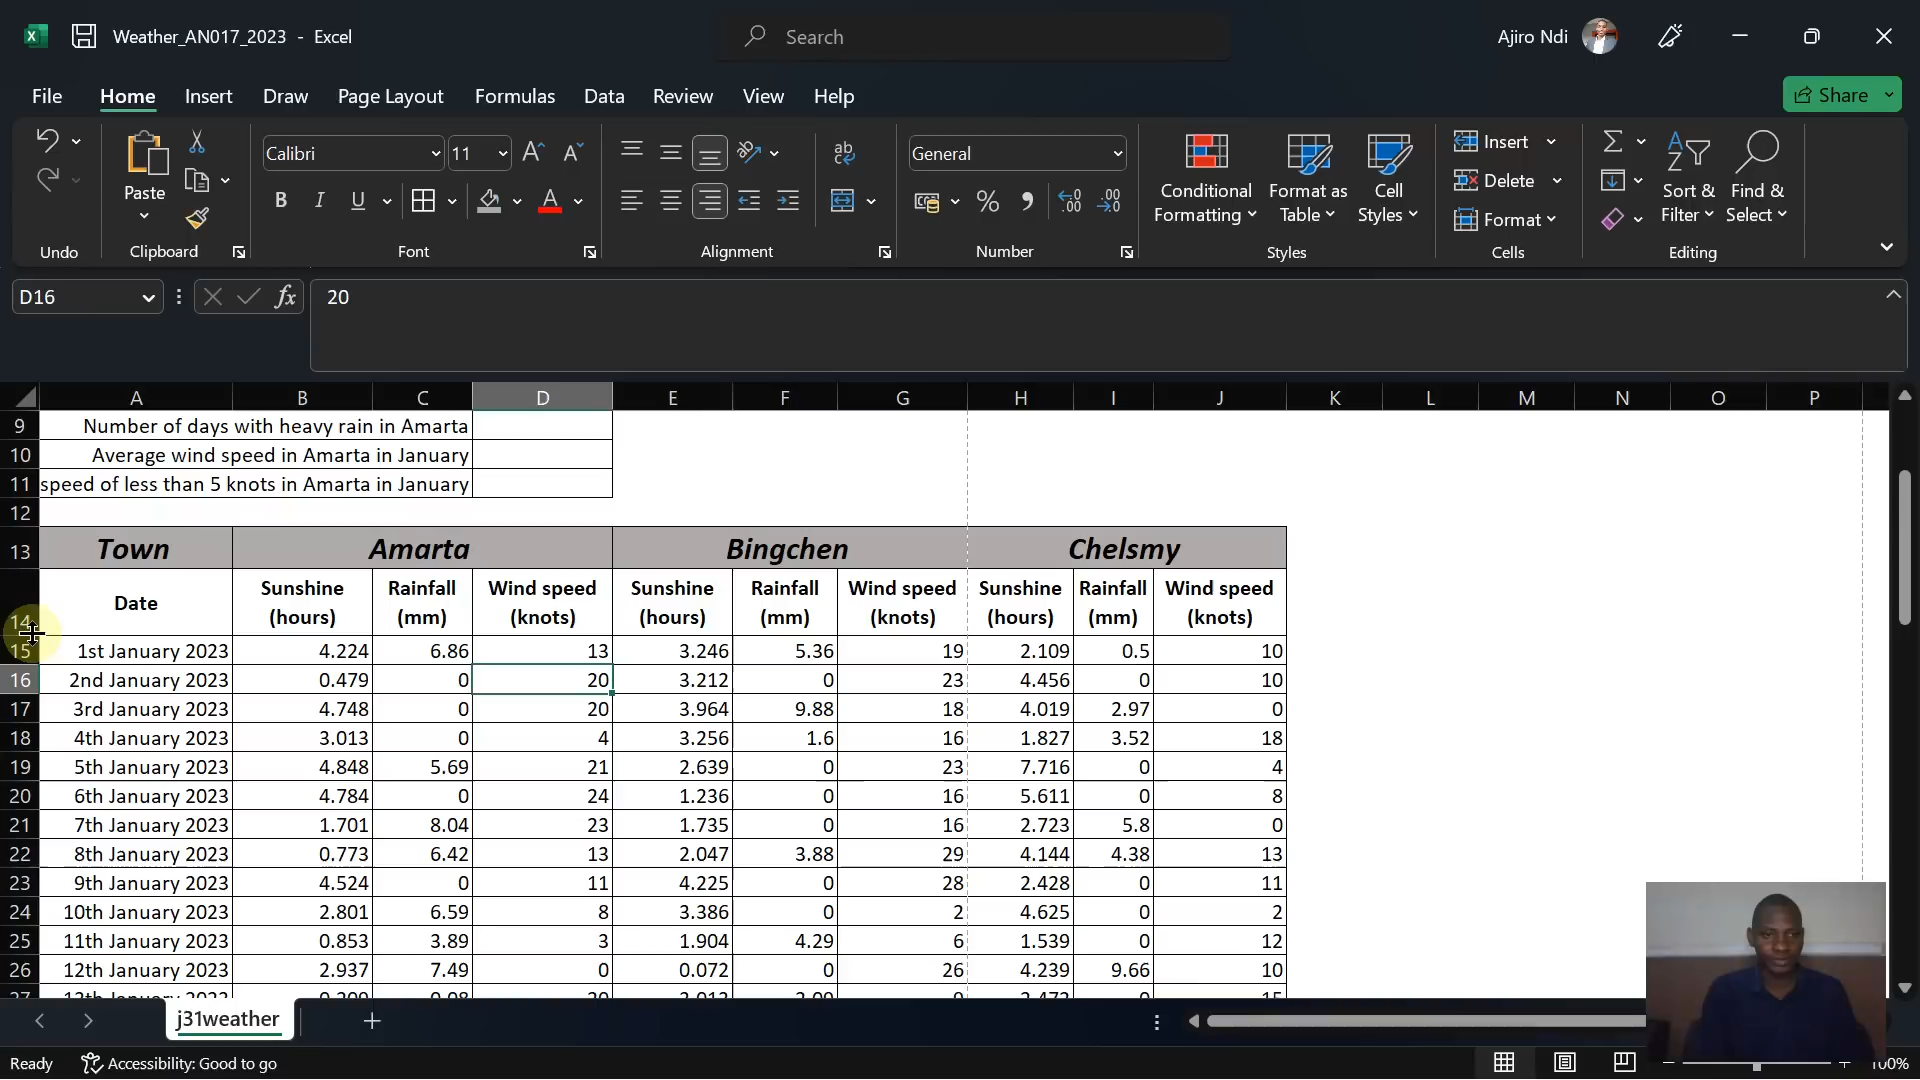 Weather_AN017_2023 - Excel
Search
Ajiro Ndi
File Home Insert Draw Page Layout Formulas Data Review View Help
Share
Paste
Calibri 11
B I U
ab
General
% ,
Conditional Formatting
Format as Table
Cell Styles
Insert
Delete
Format
Sort & Filter
Find & Select
Undo Clipboard Font Alignment Number Styles Cells Editing
D16 fx 20
A B C D E F G H I J K L M N O P
9 Number of days with heavy rain in Amarta
10 Average wind speed in Amarta in January
11 speed of less than 5 knots in Amarta in January
12
13 Town Amarta Bingchen Chelsmy
14 Date Sunshine (hours) Rainfall (mm) Wind speed (knots) Sunshine (hours) Rainfall (mm) Wind speed (knots) Sunshine (hours) Rainfall (mm) Wind speed (knots)
15 1st January 2023 4.224 6.86 13 3.246 5.36 19 2.109 0.5 10
16 2nd January 2023 0.479 0 20 3.212 0 23 4.456 0 10
17 3rd January 2023 4.748 0 20 3.964 9.88 18 4.019 2.97 0
18 4th January 2023 3.013 0 4 3.256 1.6 16 1.827 3.52 18
19 5th January 2023 4.848 5.69 21 2.639 0 23 7.716 0 4
20 6th January 2023 4.784 0 24 1.236 0 16 5.611 0 8
21 7th January 2023 1.701 8.04 23 1.735 0 16 2.723 5.8 0
22 8th January 2023 0.773 6.42 13 2.047 3.88 29 4.144 4.38 13
23 9th January 2023 4.524 0 11 4.225 0 28 2.428 0 11
24 10th January 2023 2.801 6.59 8 3.386 0 2 4.625 0 2
25 11th January 2023 0.853 3.89 3 1.904 4.29 6 1.539 0 12
26 12th January 2023 2.937 7.49 0 0.072 0 26 4.239 9.66 10
j31weather
Ready Accessibility: Good to go 100%